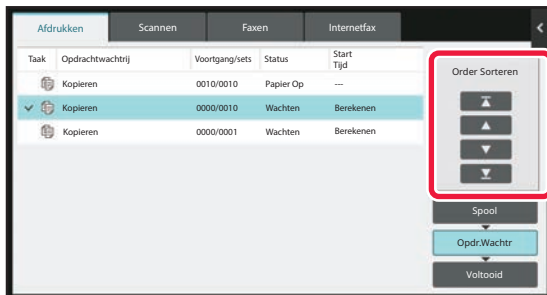 Afdrukken Scannen Faxen Internetfax
Taak Opdrachtwachtrij Voortgang/sets Status Start Tijd
Kopieren 0010/0010 Papier Op ---
Kopieren 0000/0010 Wachten Berekenen
Kopieren 0000/0001 Wachten Berekenen
Order Sorteren
Spool
Opdr.Wachtr
Voltooid